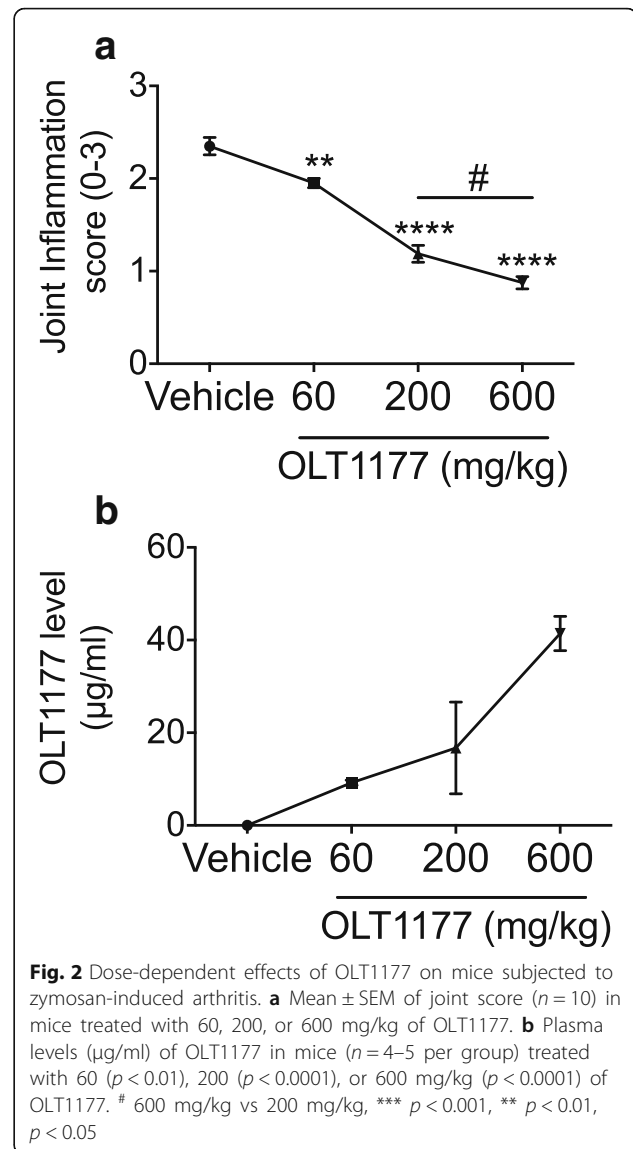 a
Joint Inflammation
score (0-3)
3
2
1
0
**
****
#
****
Vehicle 60 200 600
OLT1177 (mg/kg)
b
OLT1177 level
(µg/ml)
60
40
20
0
Vehicle 60 200 600
OLT1177 (mg/kg)
Fig. 2 Dose-dependent effects of OLT1177 on mice subjected to
zymosan-induced arthritis. a Mean ± SEM of joint score (n = 10) in
mice treated with 60, 200, or 600 mg/kg of OLT1177. b Plasma
levels (µg/ml) of OLT1177 in mice (n = 4–5 per group) treated
with 60 (p < 0.01), 200 (p < 0.0001), or 600 mg/kg (p < 0.0001) of
OLT1177. # 600 mg/kg vs 200 mg/kg, *** p < 0.001, ** p < 0.01,
p < 0.05